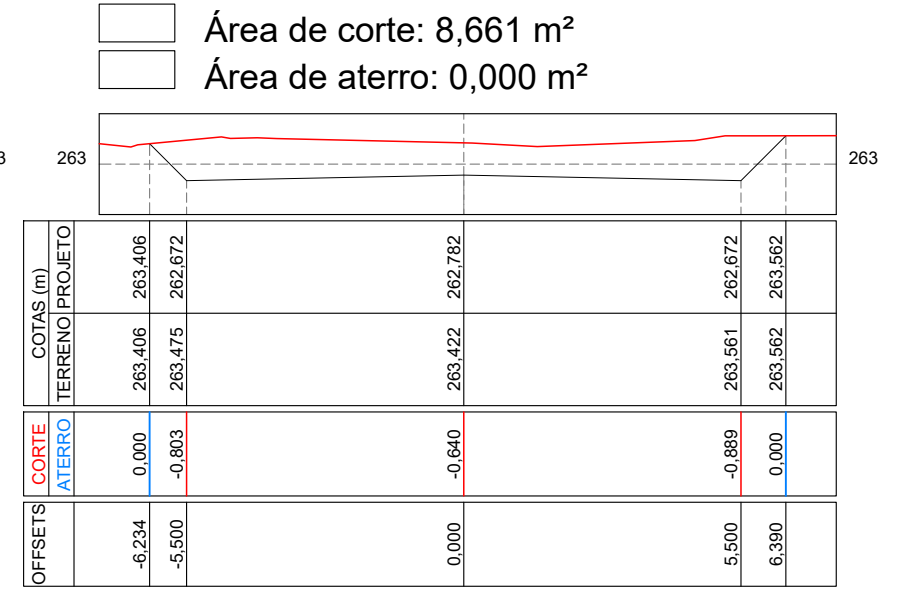 Área de corte: 8,661 m²
Área de aterro: 0,000 m²
3 263 263
COTAS (m)
PROJETO 263,406 262,672 262,782 262,672 263,562
TERRENO 263,406 263,475 263,422 263,561 263,562
CORTE
ATERRO 0,000 -0,803 -0,640 -0,889 0,000
OFFSETS -6,234 -5,500 0,000 5,500 6,390